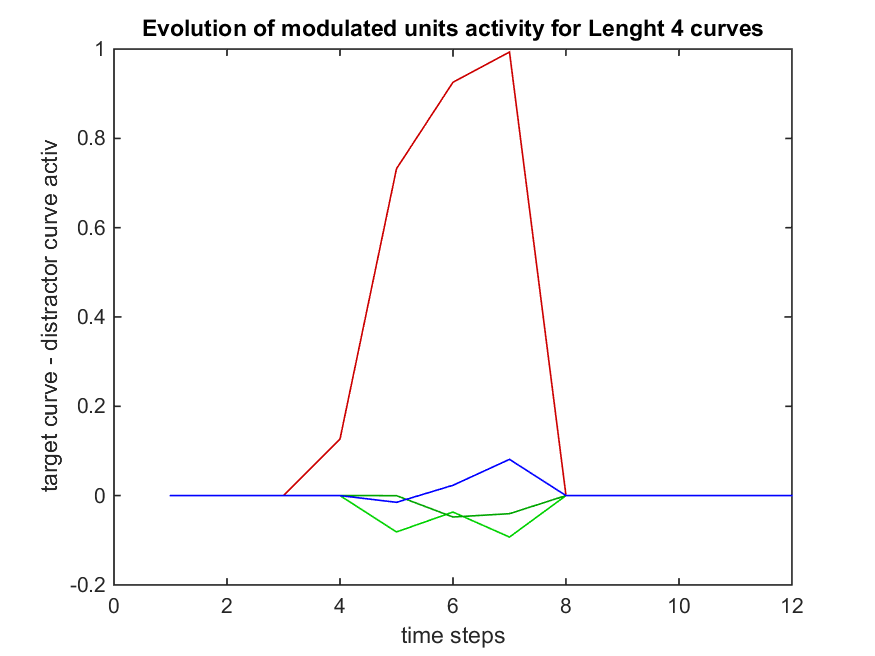 Evolution of modulated units activity for Lenght 4 curves
target curve - distractor curve activ
1
0.8
0.6
0.4
0.2
0
-0.2
0 2 4 6 8 10 12
time steps